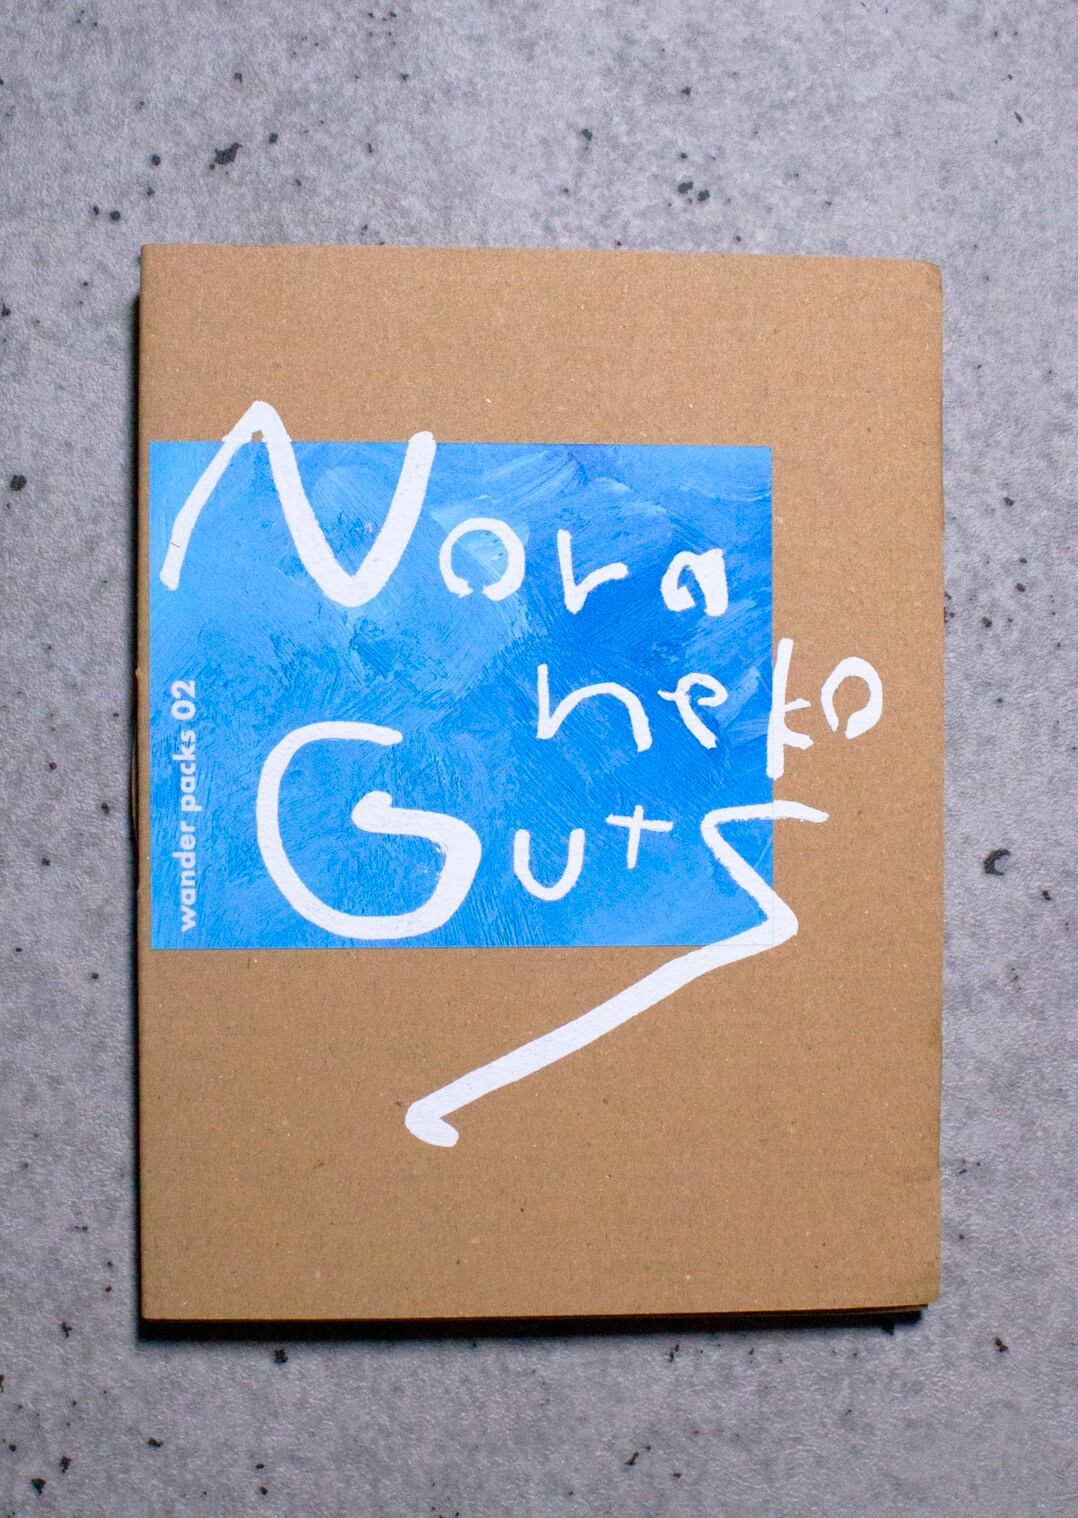 Nora
neko
Guts
wander packs 02